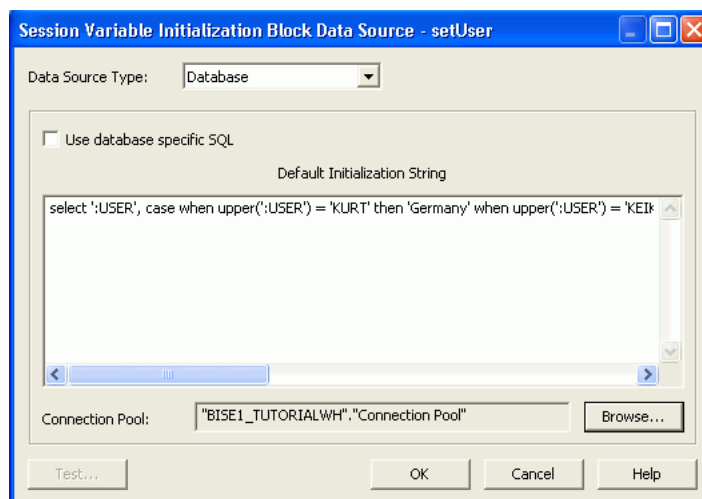 Session Variable Initialization Block Data Source - setUser
Data Source Type: Database
Use database specific SQL
Default Initialization String
select ':USER', case when upper(':USER') = 'KURT' then 'Germany' when upper(':USER') = 'KEIK
Connection Pool: "BISE1_TUTORIALWH"."Connection Pool" Browse...
Test... OK Cancel Help